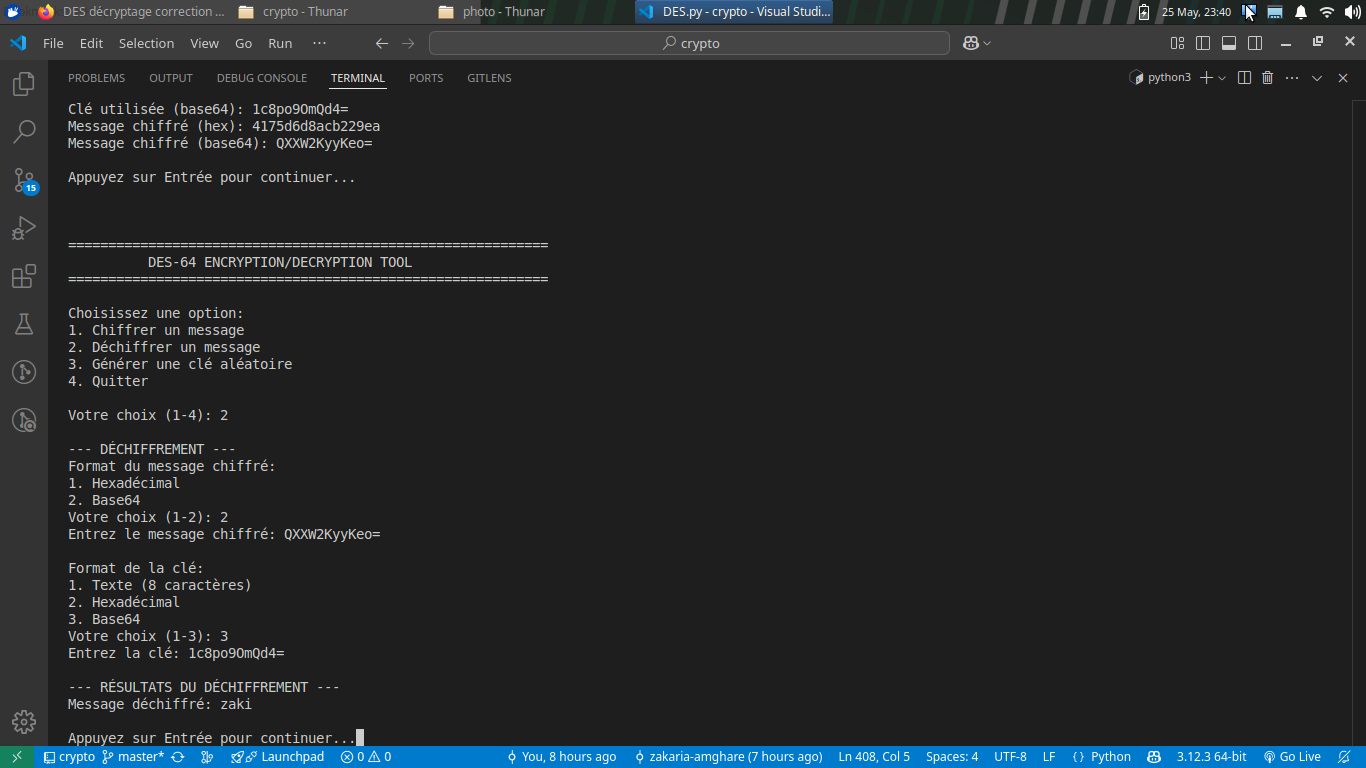 DES décryptage correction ...
crypto - Thunar
photo - Thunar
DES.py - crypto - Visual Studi...
25 May, 23:40
File Edit Selection View Go Run ···
crypto
PROBLEMS OUTPUT DEBUG CONSOLE TERMINAL PORTS GITLENS
python3
Clé utilisée (base64): 1c8po9OmQd4=
Message chiffré (hex): 4175d6d8acb229ea
Message chiffré (base64): QXXW2KyyKeo=
Appuyez sur Entrée pour continuer...
============================================================
DES-64 ENCRYPTION/DECRYPTION TOOL
============================================================
Choisissez une option:
1. Chiffrer un message
2. Déchiffrer un message
3. Générer une clé aléatoire
4. Quitter
Votre choix (1-4): 2
--- DÉCHIFFREMENT ---
Format du message chiffré:
1. Hexadécimal
2. Base64
Votre choix (1-2): 2
Entrez le message chiffré: QXXW2KyyKeo=
Format de la clé:
1. Texte (8 caractères)
2. Hexadécimal
3. Base64
Votre choix (1-3): 3
Entrez la clé: 1c8po9OmQd4=
--- RÉSULTATS DU DÉCHIFFREMENT ---
Message déchiffré: zaki
Appuyez sur Entrée pour continuer...
15
crypto master* Launchpad 0 0 You, 8 hours ago zakaria-amghare (7 hours ago) Ln 408, Col 5 Spaces: 4 UTF-8 LF { } Python 3.12.3 64-bit Go Live